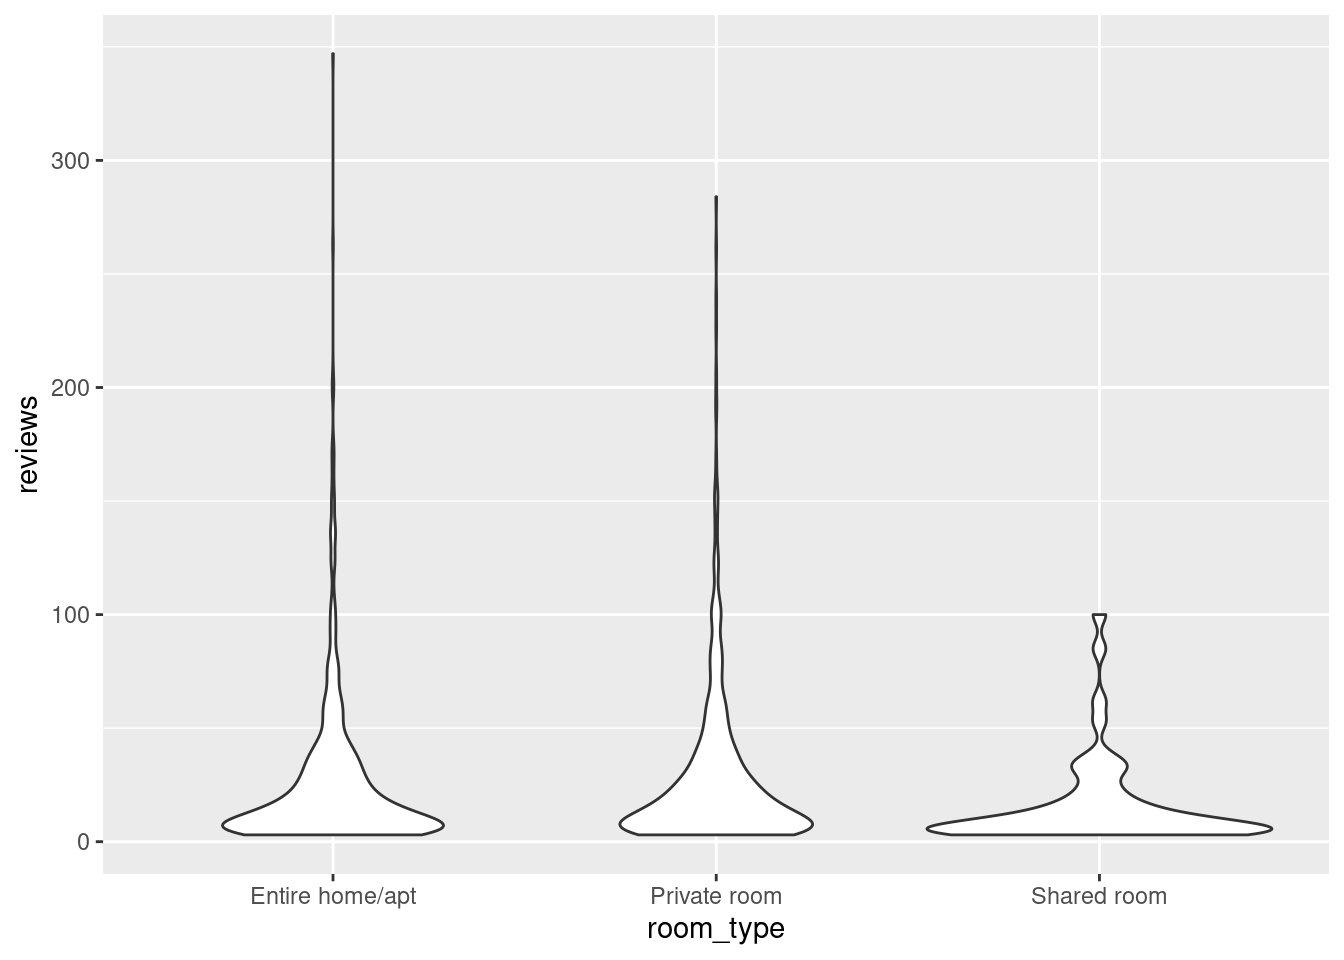 reviews
300
200
100
0
Entire home/apt
Private room
Shared room
room_type